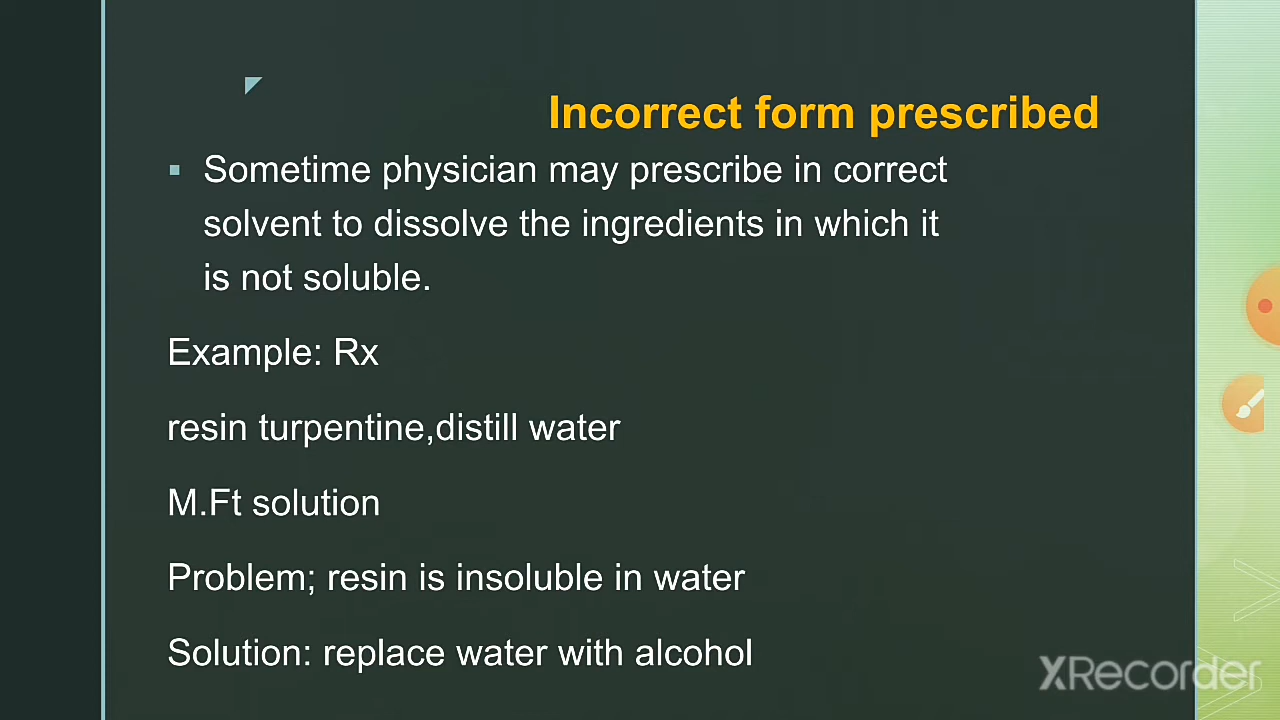 Incorrect form prescribed
Sometime physician may prescribe in correct
solvent to dissolve the ingredients in which it
is not soluble.
Example: Rx
resin turpentine,distill water
M.Ft solution
Problem; resin is insoluble in water
Solution: replace water with alcohol
XRecorder